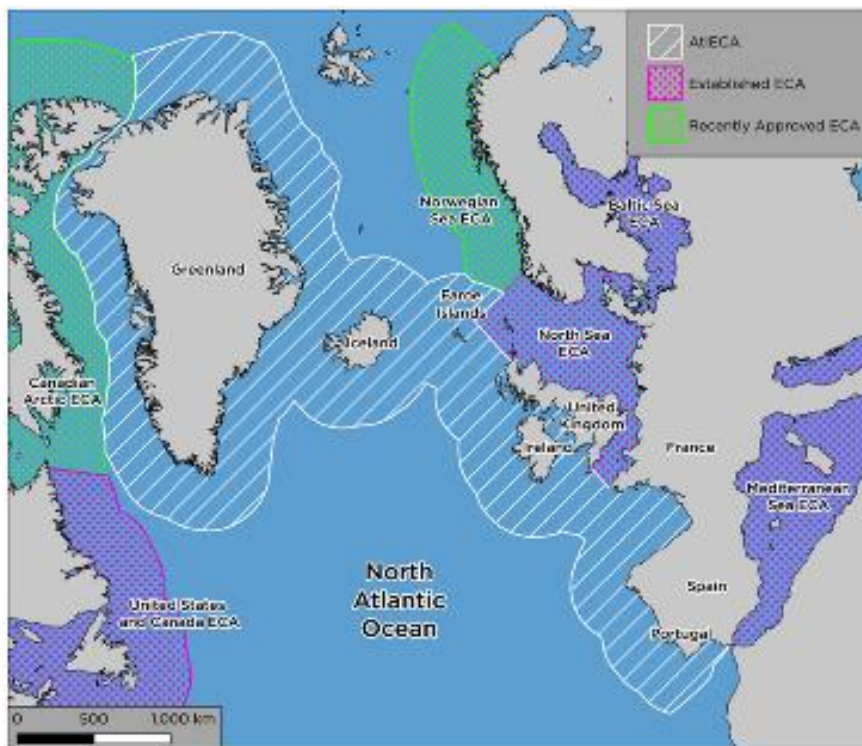 AtlECA
Established ECA
Recently Approved ECA
Norwegian
Sea ECA
Baltic Sea
ECA
Greenland
Faroe
Islands
Iceland
North Sea
ECA
Canadian
Arctic ECA
United
Kingdom
Ireland
France
Mediterranean
Sea ECA
North
Atlantic
Ocean
Spain
United States
and Canada ECA
Portugal
0 500 1,000 km